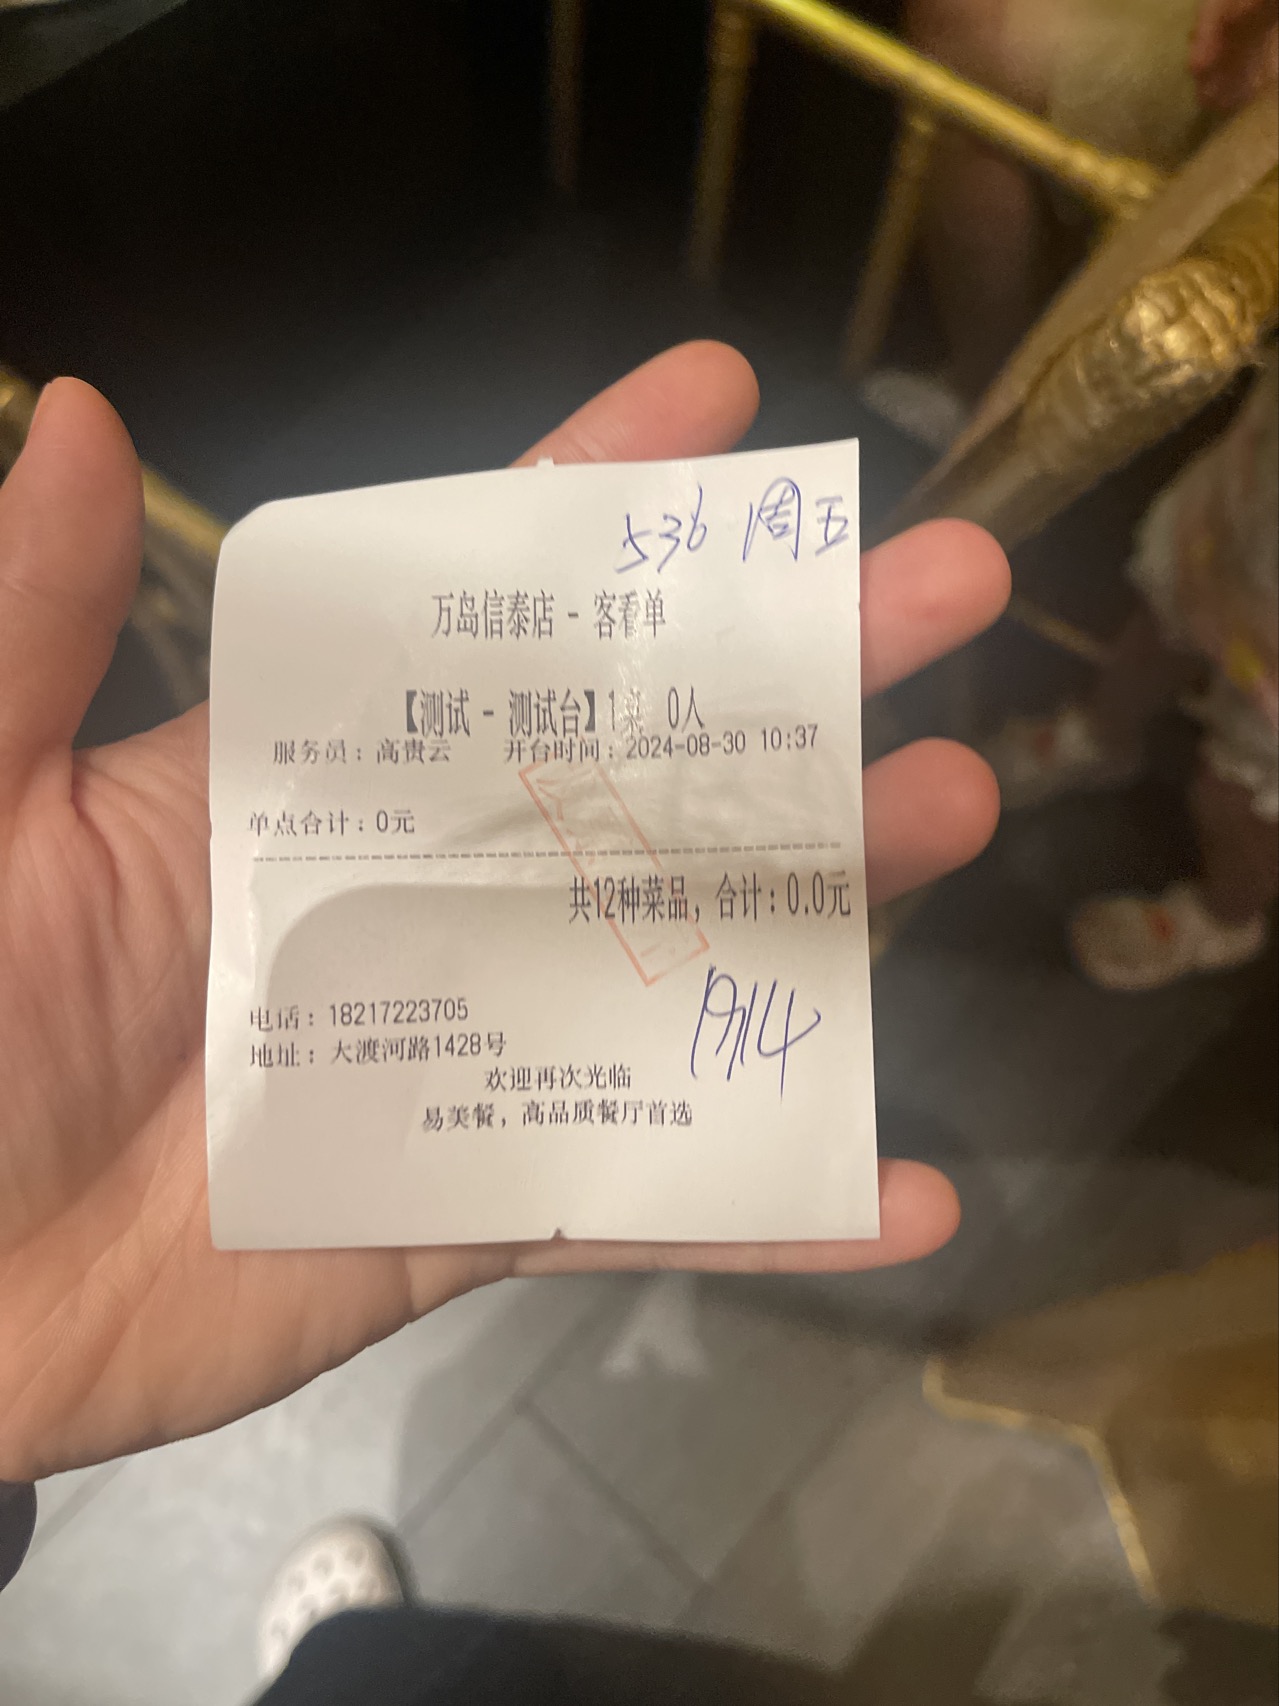 536 周五
万岛信泰店 - 客看单
【测试 - 测试台】1菜 0人
服务员：高贵云 开台时间：2024-08-30 10:37
单点合计：0元
共12种菜品，合计：0.0元
电话：18217223705
地址：大渡河路1428号
欢迎再次光临
易美餐，高品质餐厅首选